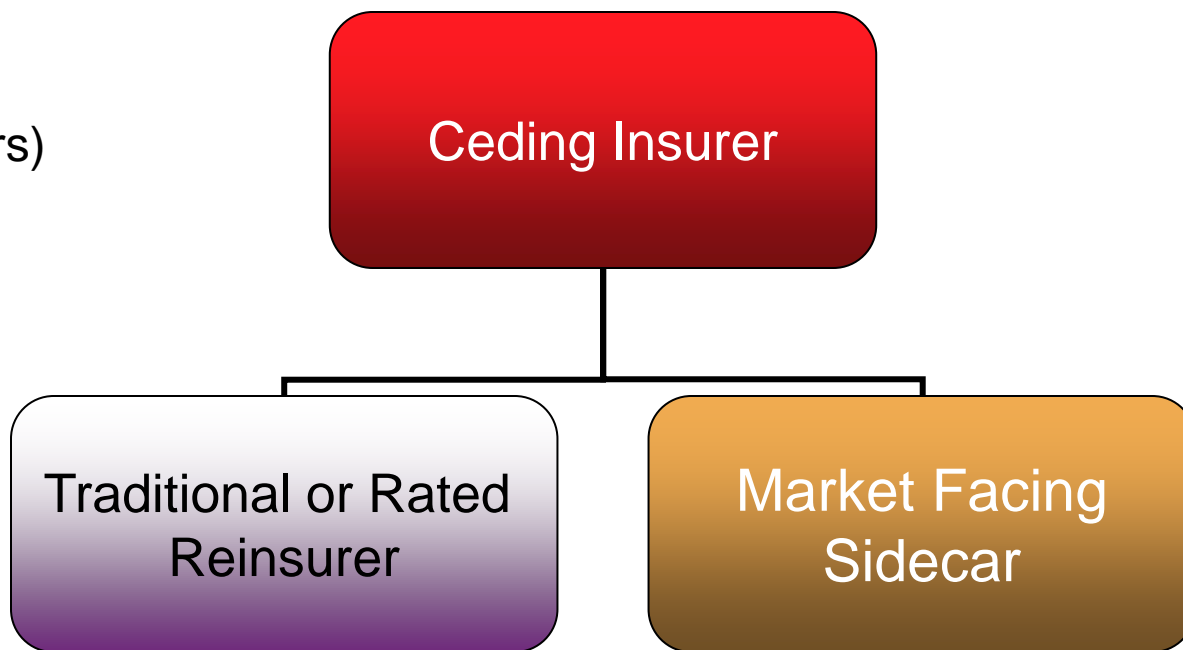 rs)
Ceding Insurer
Traditional or Rated
Reinsurer
Market Facing
Sidecar